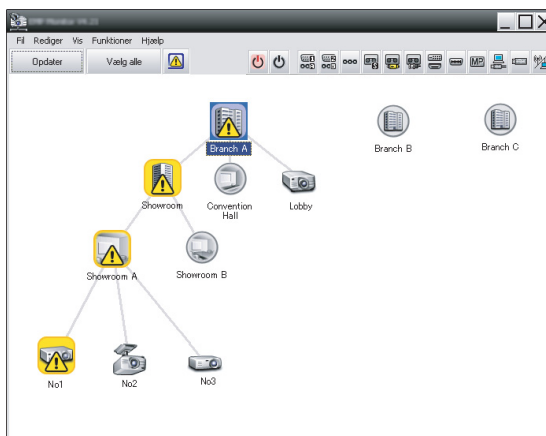 Fil Rediger Vis Funktioner Hjælp
Opdater Vælg alle
MP
Branch A
Branch B
Branch C
Showroom
Convention
Hall
Lobby
Showroom A
Showroom B
No1
No2
No3